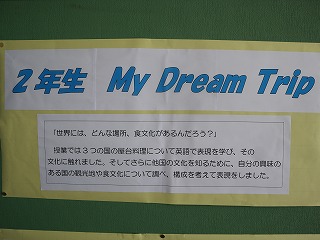 2年生 My Dream Trip
「世界には、どんな場所、食文化があるんだろう？」
授業では３つの国の屋台料理について英語で表現を学び、その
文化に触れました。そしてさらに他国の文化を知るために、自分の興味の
ある国の観光地や食文化について調べ、構成を考えて表現をしました。